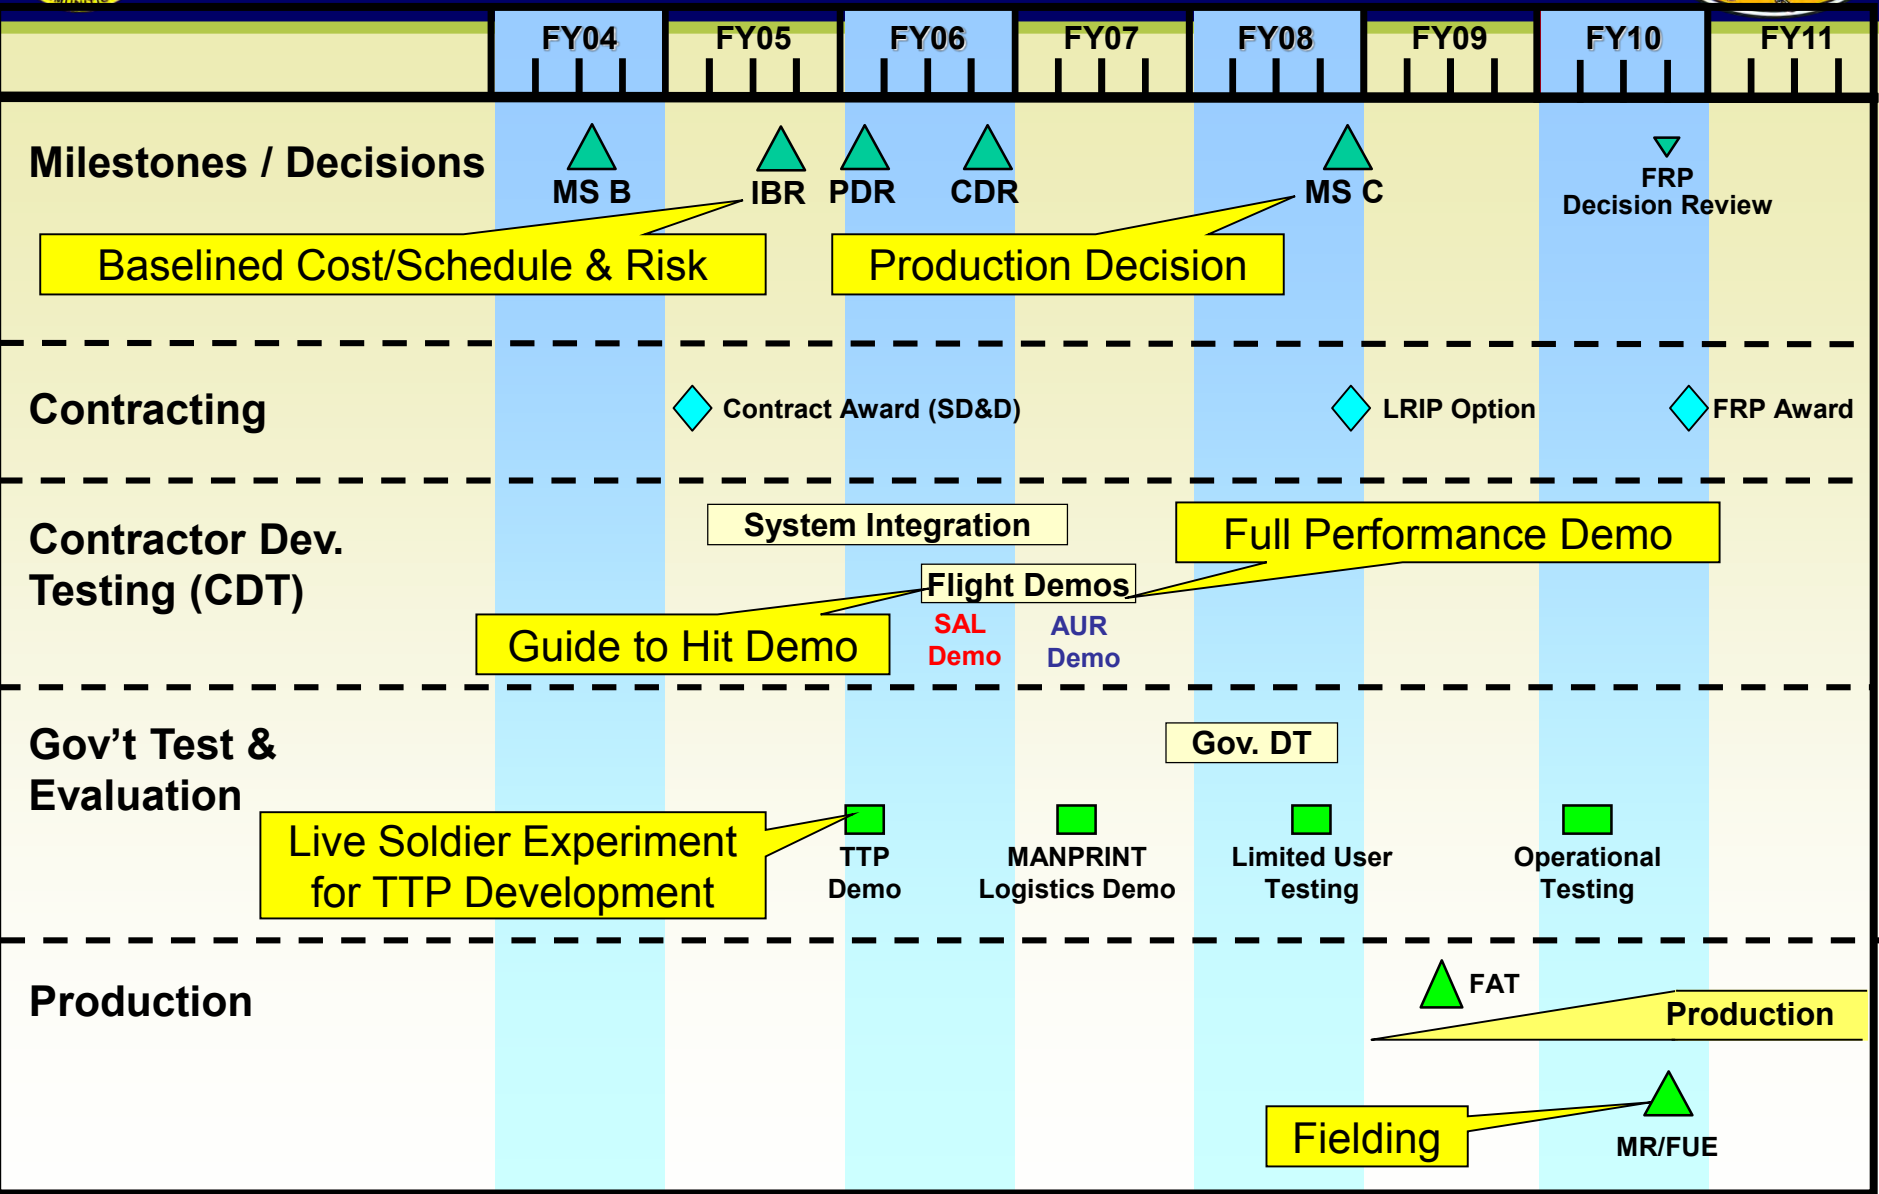 FY04 FY05 FY06 FY07 FY08 FY09 FY10 FY11
Milestones / Decisions
MS B
IBR
PDR
CDR
MS C
FRP
Decision Review
Baselined Cost/Schedule & Risk
Production Decision
Contracting
Contract Award (SD&D)
LRIP Option
FRP Award
Contractor Dev.
Testing (CDT)
System Integration
Full Performance Demo
Flight Demos
Guide to Hit Demo
SAL
Demo
AUR
Demo
Gov't Test &
Evaluation
Gov. DT
Live Soldier Experiment
for TTP Development
TTP
Demo
MANPRINT
Logistics Demo
Limited User
Testing
Operational
Testing
Production
FAT
Production
Fielding
MR/FUE